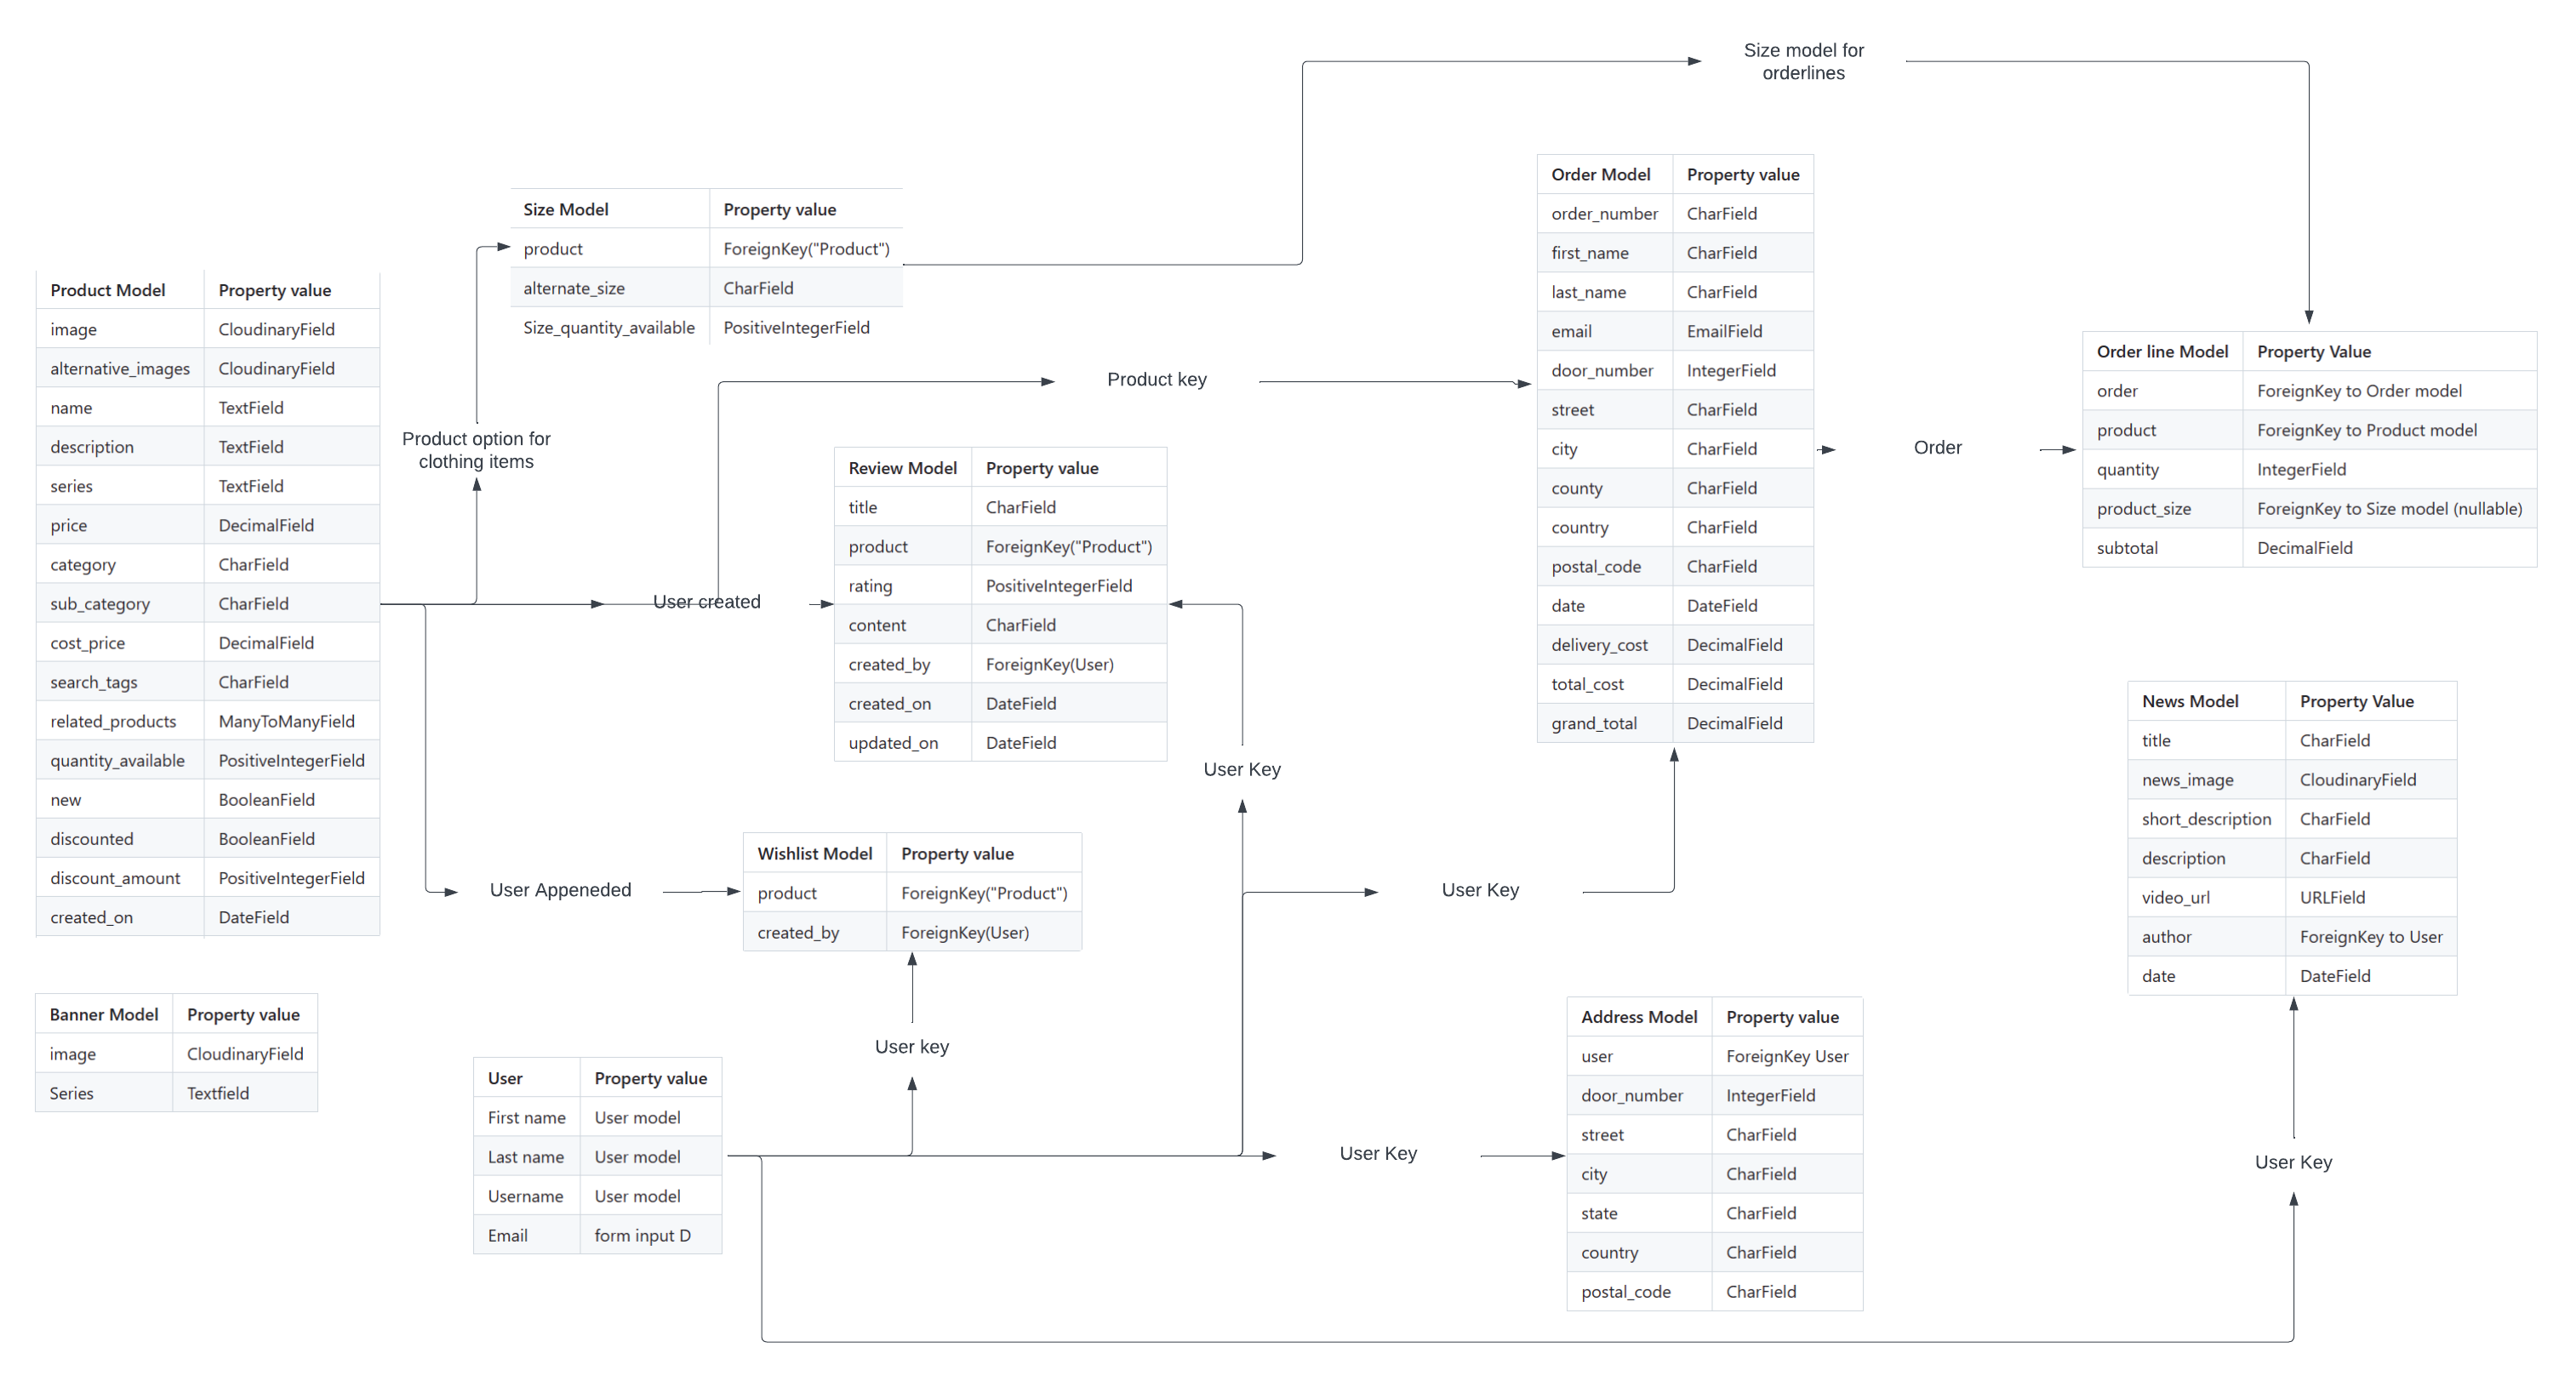 Size model for
orderlines
Size Model Property value
product ForeignKey("Product")
alternate_size CharField
Size_quantity_available PositiveIntegerField
Product Model Property value
image CloudinaryField
alternative_images CloudinaryField
name TextField
description TextField
series TextField
price DecimalField
category CharField
sub_category CharField
cost_price DecimalField
search_tags CharField
related_products ManyToManyField
quantity_available PositiveIntegerField
new BooleanField
discounted BooleanField
discount_amount PositiveIntegerField
created_on DateField
Product option for
clothing items
Product key
User created
Review Model Property value
title CharField
product ForeignKey("Product")
rating PositiveIntegerField
content CharField
created_by ForeignKey(User)
created_on DateField
updated_on DateField
Order Model Property value
order_number CharField
first_name CharField
last_name CharField
email EmailField
door_number IntegerField
street CharField
city CharField
county CharField
country CharField
postal_code CharField
date DateField
delivery_cost DecimalField
total_cost DecimalField
grand_total DecimalField
Order
Order line Model Property Value
order ForeignKey to Order model
product ForeignKey to Product model
quantity IntegerField
product_size ForeignKey to Size model (nullable)
subtotal DecimalField
User Key
User Appeneded
Wishlist Model Property value
product ForeignKey("Product")
created_by ForeignKey(User)
User Key
News Model Property Value
title CharField
news_image CloudinaryField
short_description CharField
description CharField
video_url URLField
author ForeignKey to User
date DateField
Banner Model Property value
image CloudinaryField
Series Textfield
User key
User Property value
First name User model
Last name User model
Username User model
Email form input D
User Key
Address Model Property value
user ForeignKey User
door_number IntegerField
street CharField
city CharField
state CharField
country CharField
postal_code CharField
User Key